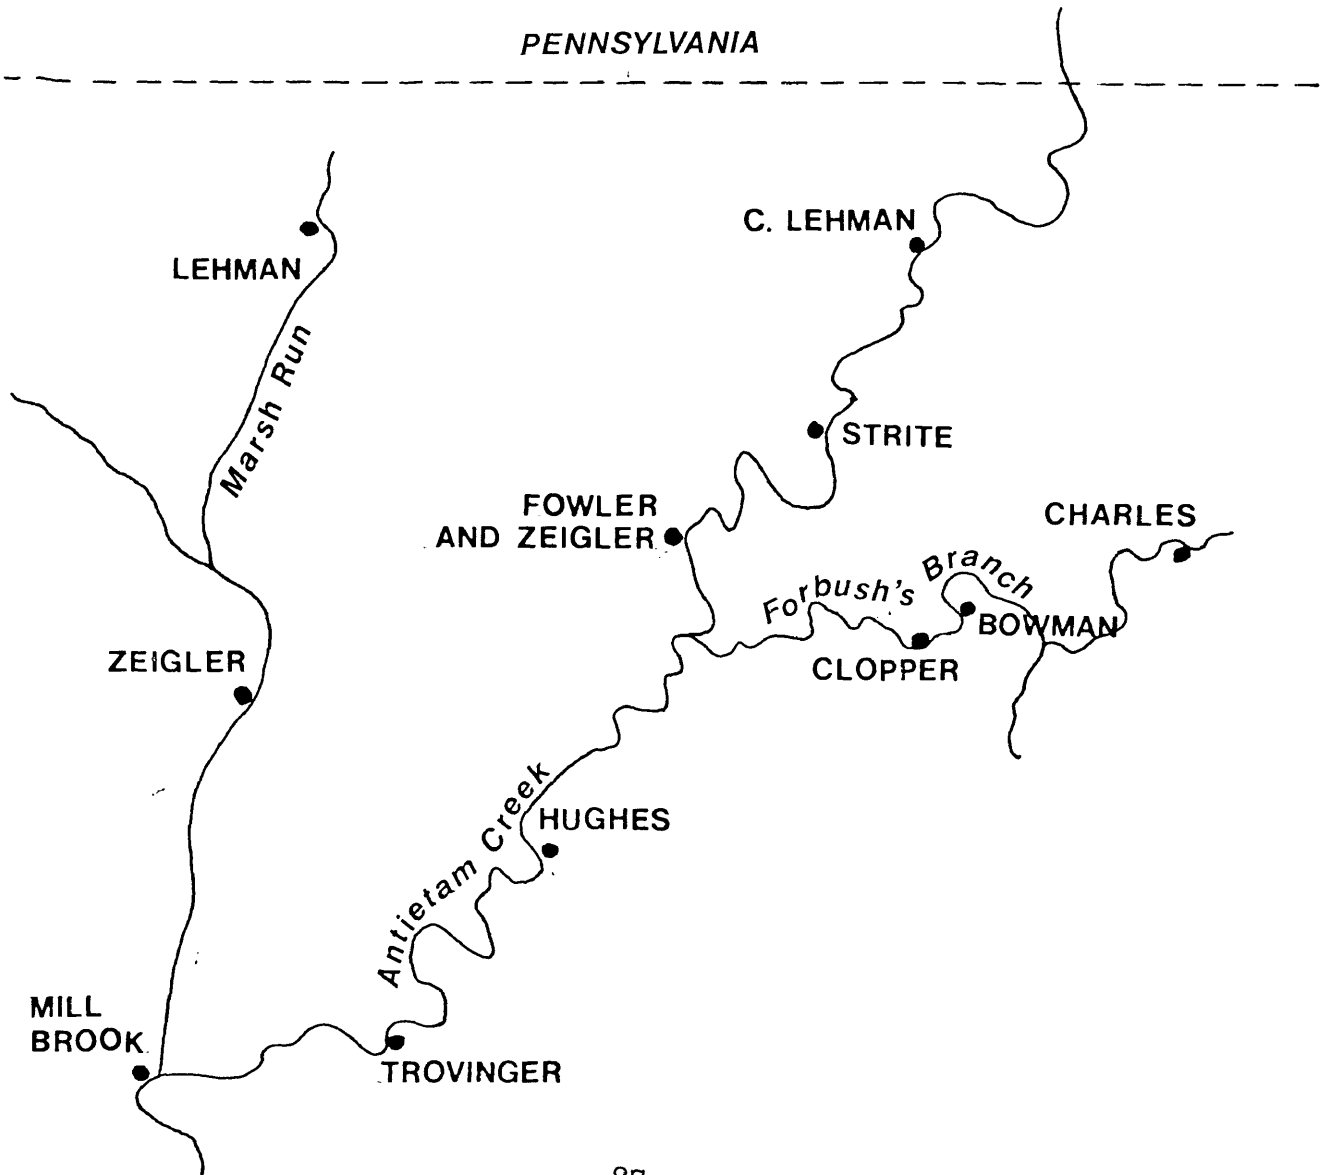 PENNSYLVANIA
C. LEHMAN
LEHMAN
Marsh Run
STRITE
FOWLER
AND ZEIGLER
CHARLES
Forbush's Branch
BOWMAN
ZEIGLER
CLOPPER
HUGHES
Antietam Creek
MILL
BROOK
TROVINGER